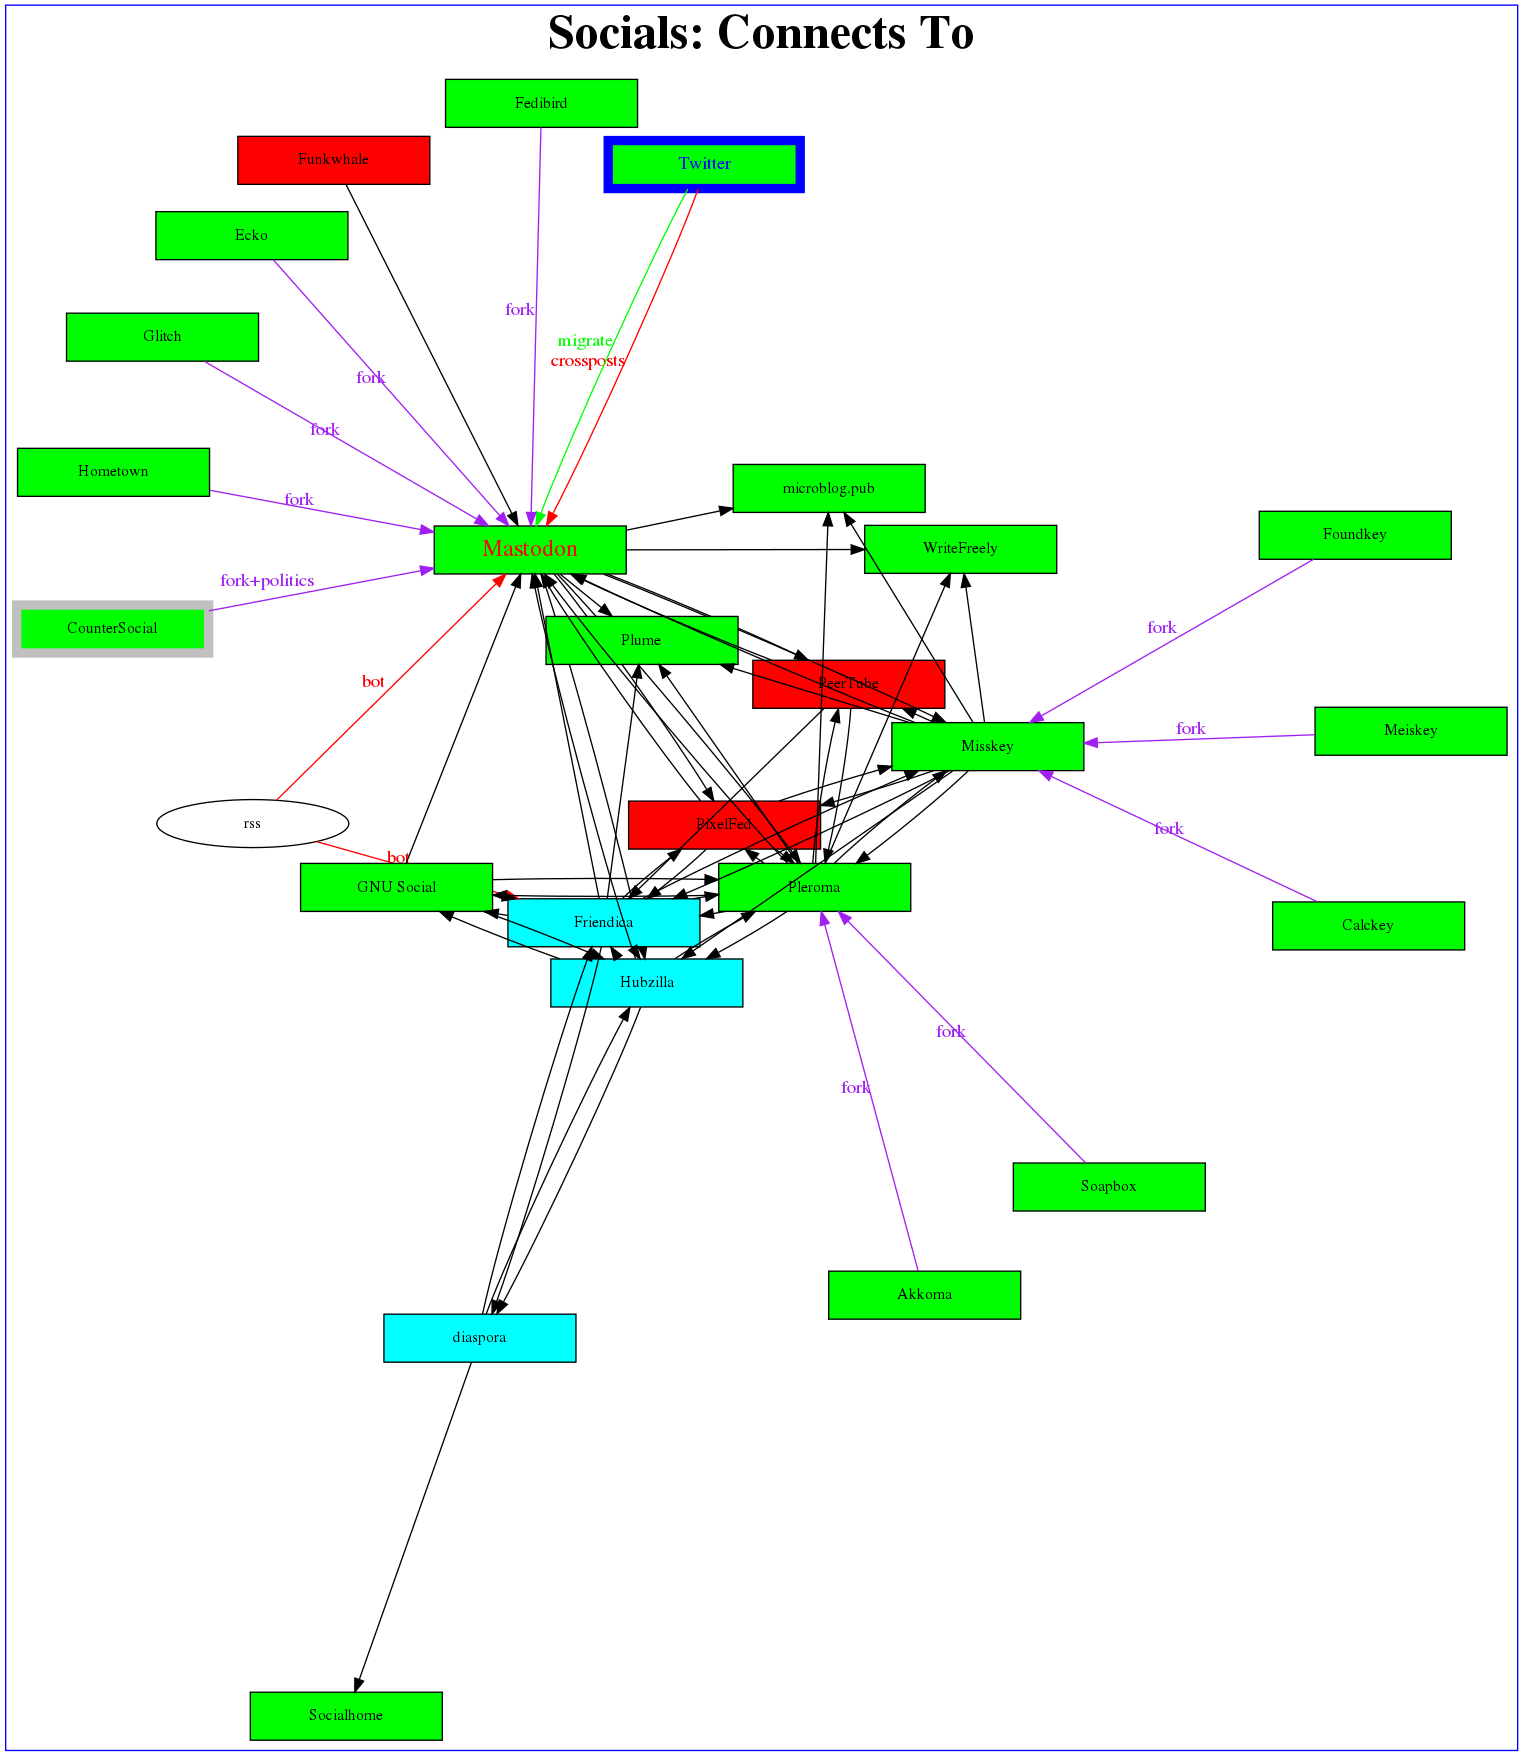 Socials: Connects To
Fedibird
Funkwhale
Twitter
Ecko
fork
Glitch
migrate
crossposts
fork
fork
Hometown
microblog.pub
fork
Foundkey
Mastodon
WriteFreely
fork+politics
CounterSocial
fork
Plume
bot
PeerTube
fork
Meiskey
Misskey
rss
PixelFed
fork
bot
GNU Social
Pleroma
Friendica
Calckey
Hubzilla
fork
fork
Soapbox
Akkoma
diaspora
Socialhome